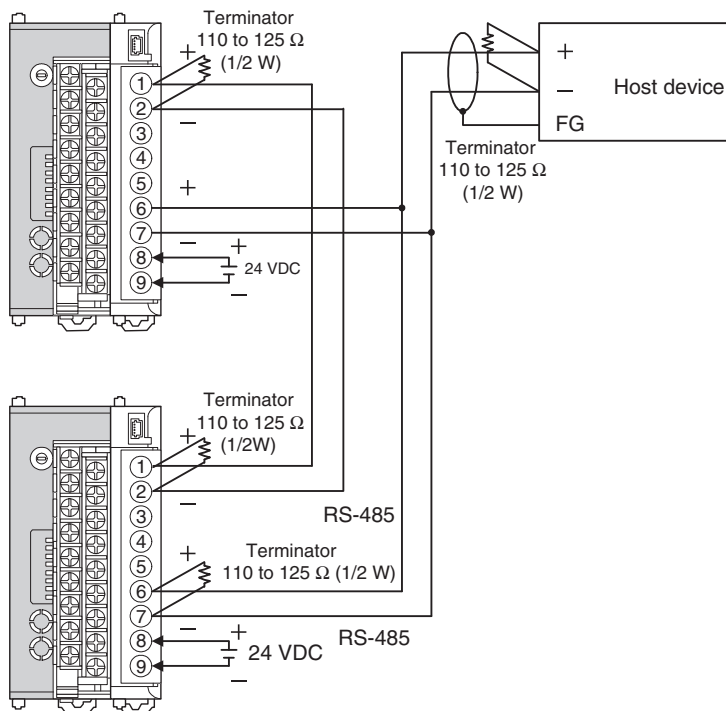 Terminator
110 to 125 Ω
(1/2 W)
+
1
2
3
−
4
5
+
6
7
−
8
+
24 VDC
9
−
+
Host device
−
FG
Terminator
110 to 125 Ω
(1/2 W)
Terminator
110 to 125 Ω
(1/2W)
+
1
2
−
3
RS-485
4
+
Terminator
110 to 125 Ω (1/2 W)
5
6
7
−
8
+
24 VDC
RS-485
9
−